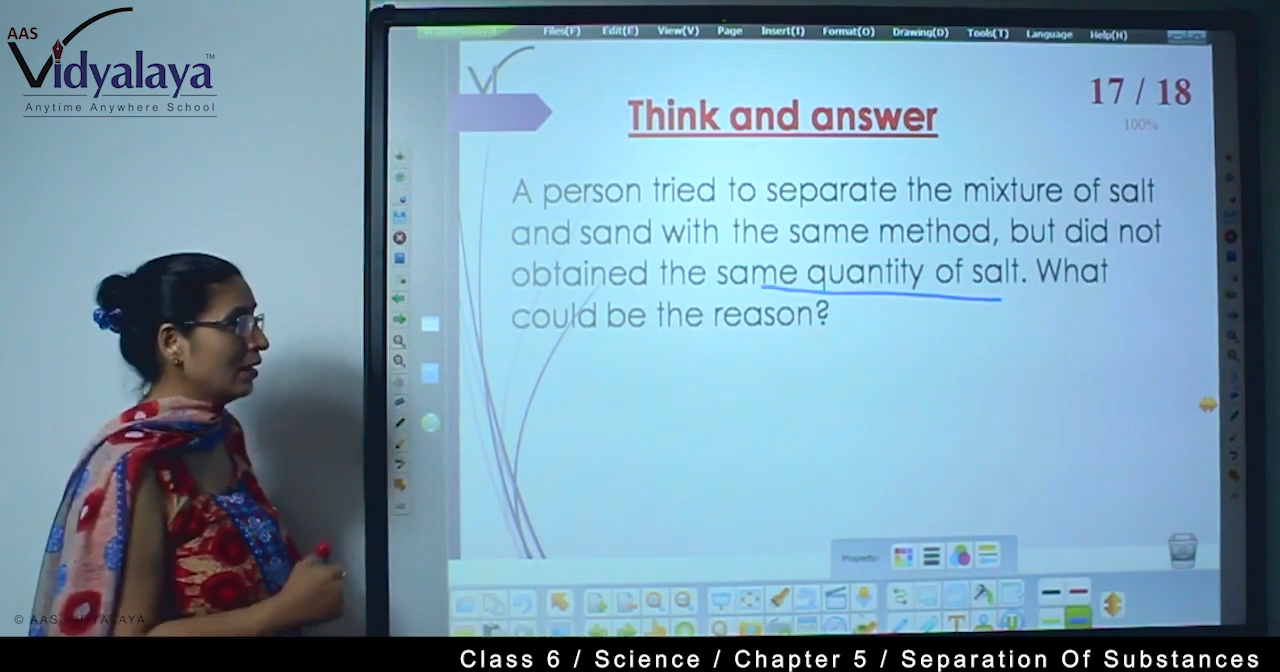 AAS
Vidyalaya™
Anytime Anywhere School
Files(F) Edit(E) View(V) Page Insert(I) Format(O) Drawing(D) Tools(T) Language Help(H)
17 / 18
100%
Think and answer
A person tried to separate the mixture of salt
and sand with the same method, but did not
obtained the same quantity of salt. What
could be the reason?
Property:
© AAS VIDYALAYA
Class 6 / Science / Chapter 5 / Separation Of Substances